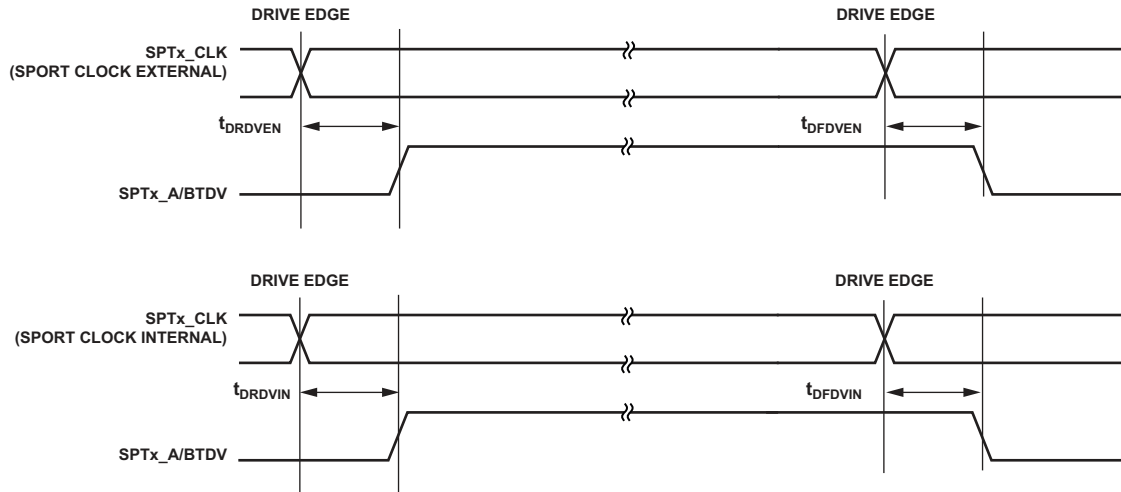 DRIVE EDGE DRIVE EDGE
SPTx_CLK
(SPORT CLOCK EXTERNAL)
tDRDVEN tDFDVEN
SPTx_A/BTDV
DRIVE EDGE DRIVE EDGE
SPTx_CLK
(SPORT CLOCK INTERNAL)
tDRDVIN tDFDVIN
SPTx_A/BTDV